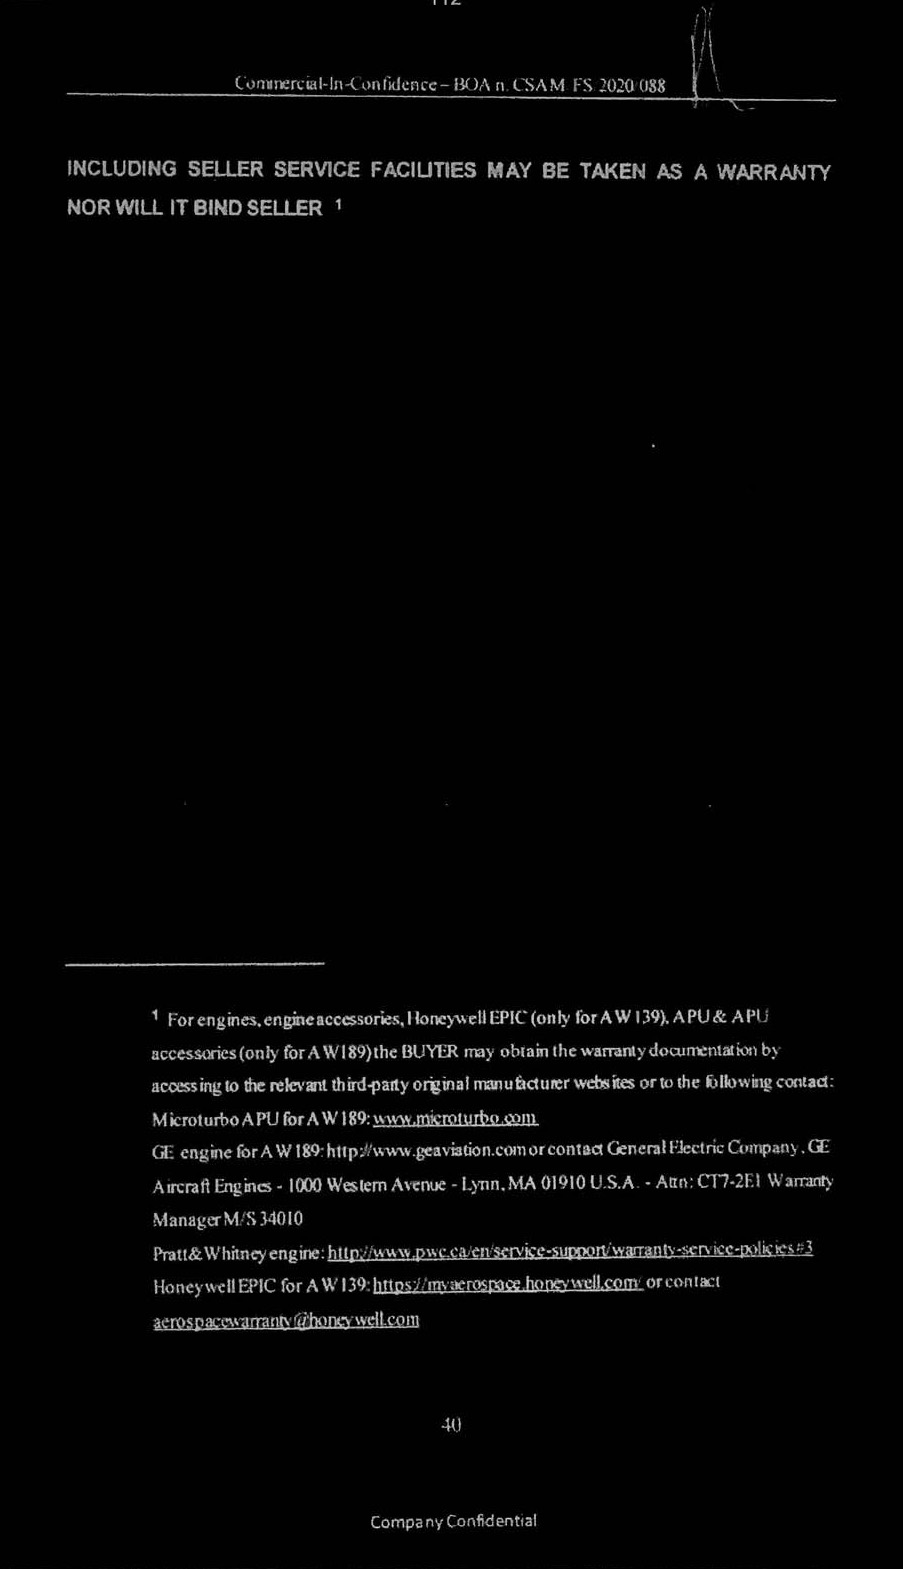 112
Commercial-In-Confidence – BOA n. CSAM-FS-2020/088
INCLUDING SELLER SERVICE FACILITIES MAY BE TAKEN AS A WARRANTY
NOR WILL IT BIND SELLER 1
1 For engines, engine accessories, Honeywell EPIC (only for AW139), APU & APU
accessories (only for AW189) the BUYER may obtain the warranty documentation by
accessing to the relevant third-party original manufacturer websites or to the following contact:
Microturbo APU for AW189: www.microturbo.com
GE engine for AW189: http://www.geaviation.com or contact General Electric Company, GE
Aircraft Engines - 1000 Western Avenue - Lynn, MA 01910 U.S.A. - Attn: CT7-2E1 Warranty
Manager M/S 34010
Pratt&Whitney engine: http://www.pwc.ca/en/service-support/warranty-service-policies#3
Honeywell EPIC for AW139: https://myaerospace.honeywell.com/ or contact
aerospacewarranty@honeywell.com
40
Company Confidential